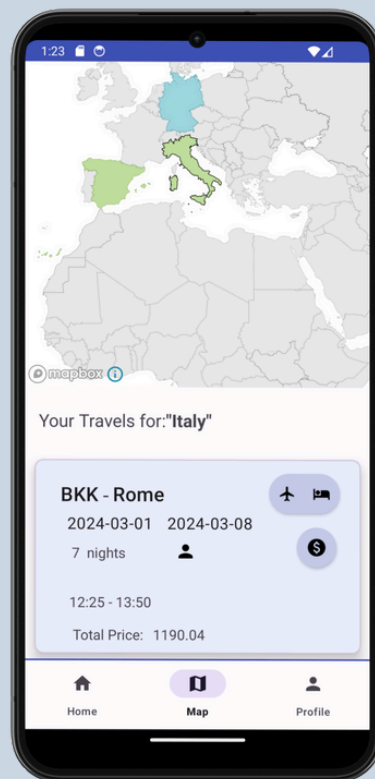 1:23
mapbox
Your Travels for:"Italy"
BKK - Rome
2024-03-01 2024-03-08
7 nights
12:25 - 13:50
Total Price: 1190.04
Home Map Profile